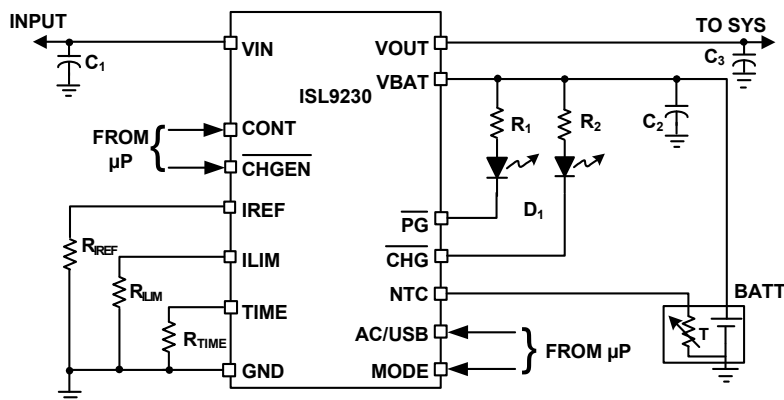 INPUT
TO SYS
C1
VIN
VOUT
C3
VBAT
ISL9230
R1
R2
C2
FROM
µP
CONT
CHGEN
IREF
PG
D1
RIREF
CHG
ILIM
RILIM
NTC
BATT
TIME
RTIME
AC/USB
T
FROM µP
GND
MODE